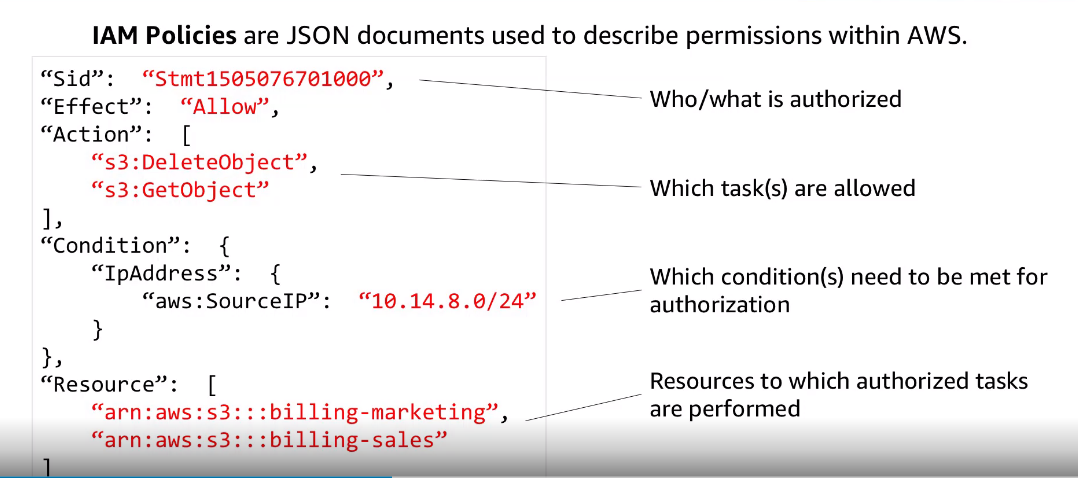 IAM Policies are JSON documents used to describe permissions within AWS.
“Sid”: “Stmt1505076701000”,
“Effect”: “Allow”,
“Action”: [
“s3:DeleteObject”,
“s3:GetObject”
],
“Condition”: {
“IpAddress”: {
“aws:SourceIP”: “10.14.8.0/24”
}
},
“Resource”: [
“arn:aws:s3:::billing-marketing”,
“arn:aws:s3:::billing-sales”
]
Who/what is authorized
Which task(s) are allowed
Which condition(s) need to be met for
authorization
Resources to which authorized tasks
are performed